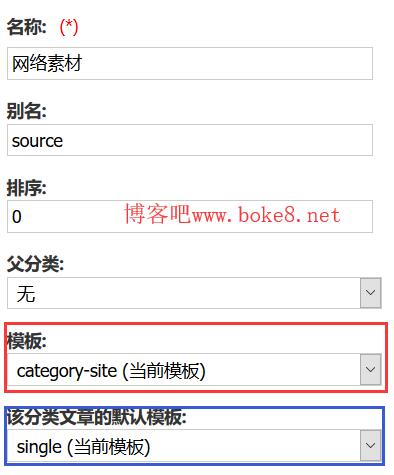 名称: (*)
网络素材
别名:
source
排序:
0
博客吧www.boke8.net
父分类:
无
模板:
category-site (当前模板)
该分类文章的默认模板:
single (当前模板)